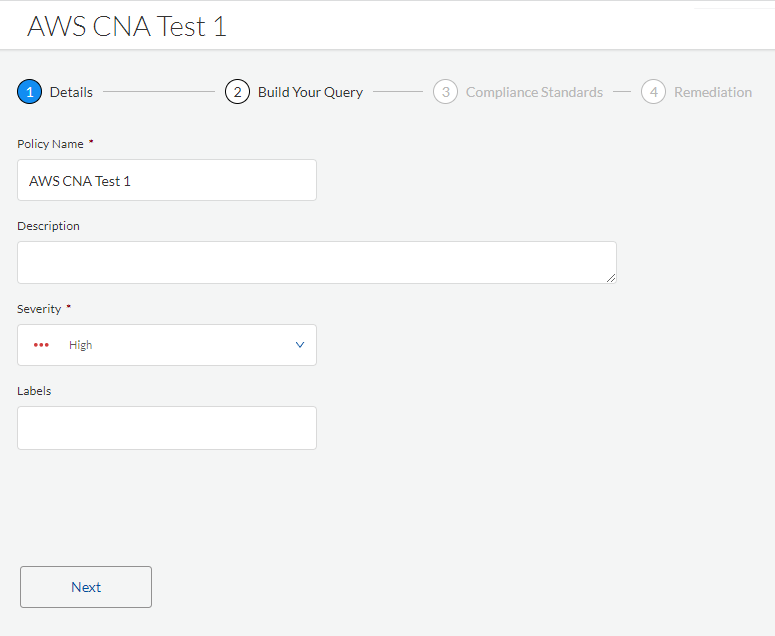 AWS CNA Test 1
1 Details 2 Build Your Query 3 Compliance Standards 4 Remediation
Policy Name *
AWS CNA Test 1
Description
Severity *
High
Labels
Next